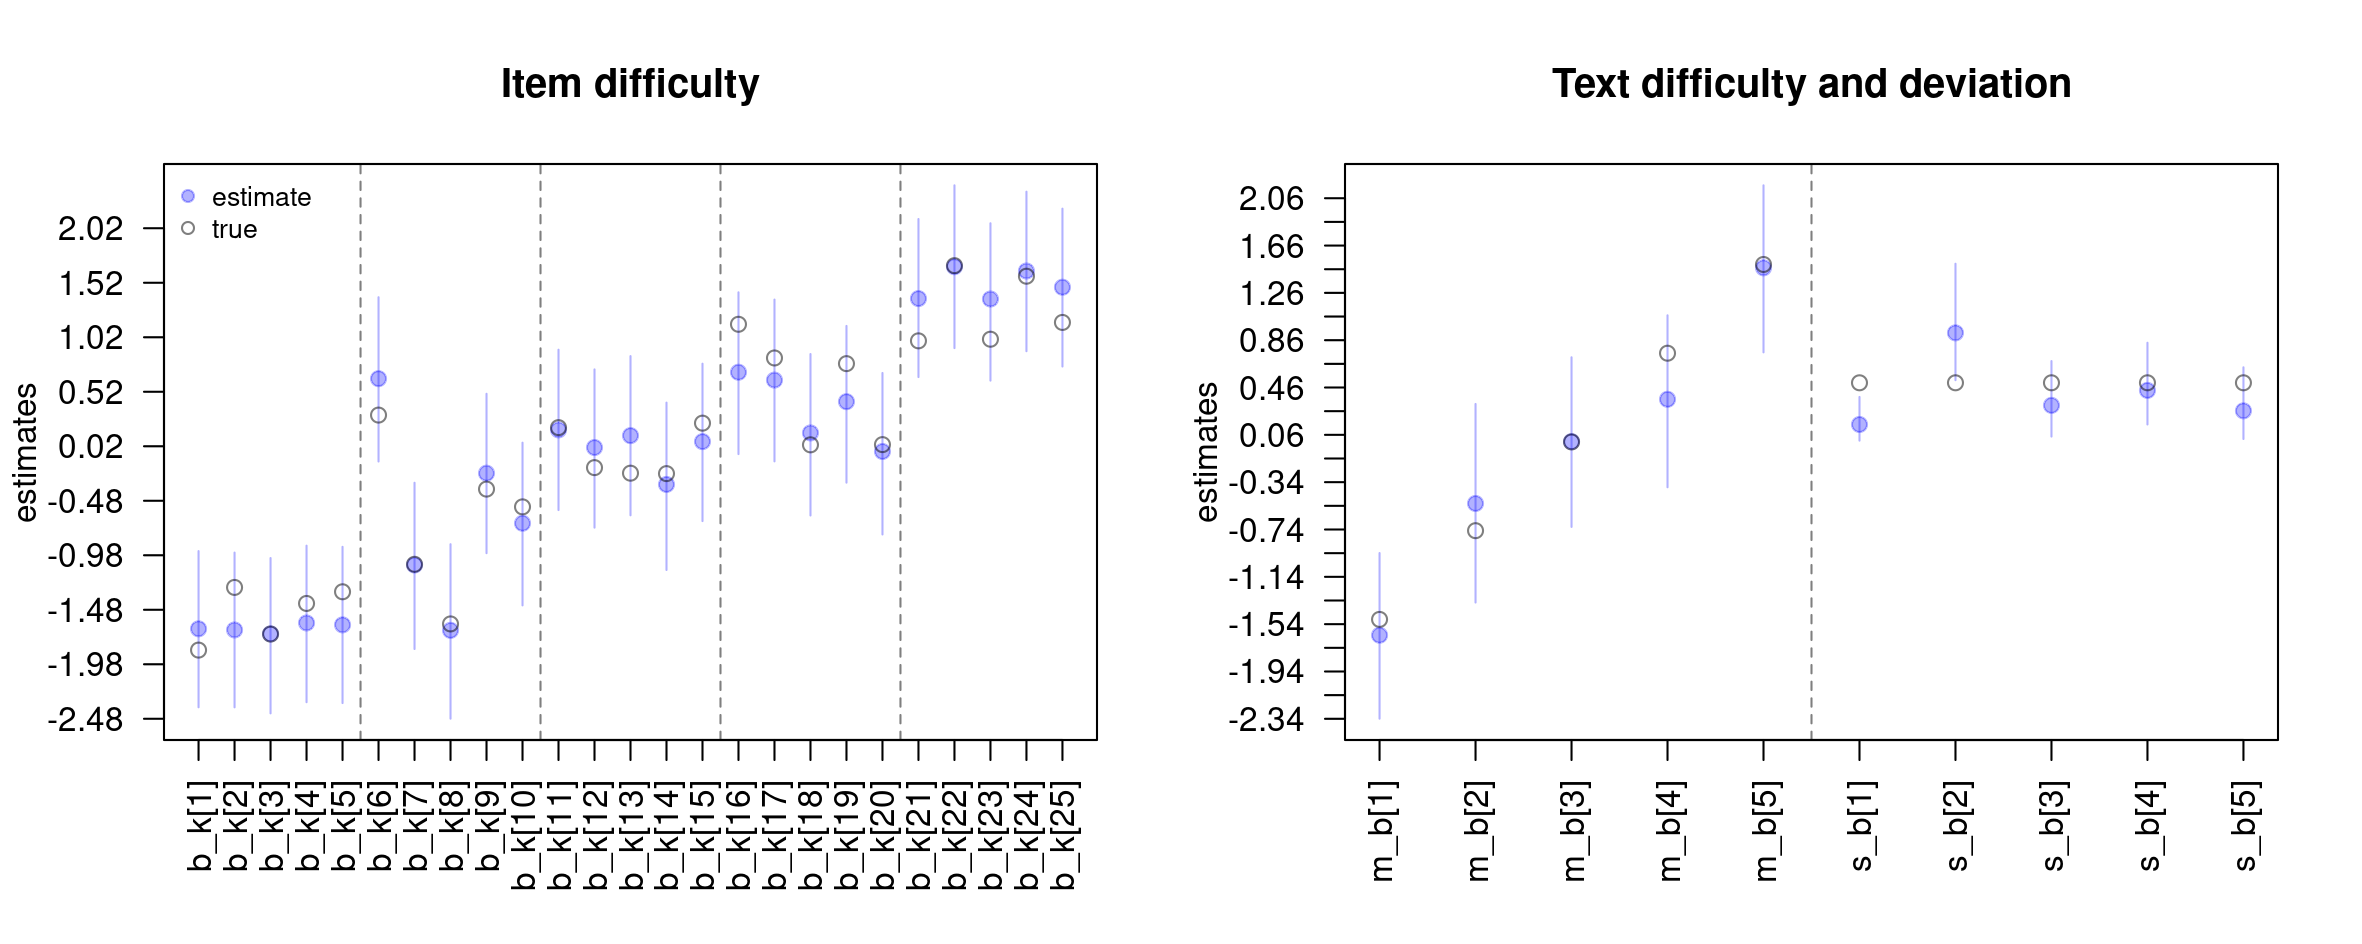 Item difficulty
estimate
true
estimates
2.02
1.52
1.02
0.52
0.02
-0.48
-0.98
-1.48
-1.98
-2.48
b_k[1]
b_k[2]
b_k[3]
b_k[4]
b_k[5]
b_k[6]
b_k[7]
b_k[8]
b_k[9]
b_k[10]
b_k[11]
b_k[12]
b_k[13]
b_k[14]
b_k[15]
b_k[16]
b_k[17]
b_k[18]
b_k[19]
b_k[20]
b_k[21]
b_k[22]
b_k[23]
b_k[24]
b_k[25]
Text difficulty and deviation
estimates
2.06
1.66
1.26
0.86
0.46
0.06
-0.34
-0.74
-1.14
-1.54
-1.94
-2.34
m_b[1]
m_b[2]
m_b[3]
m_b[4]
m_b[5]
s_b[1]
s_b[2]
s_b[3]
s_b[4]
s_b[5]